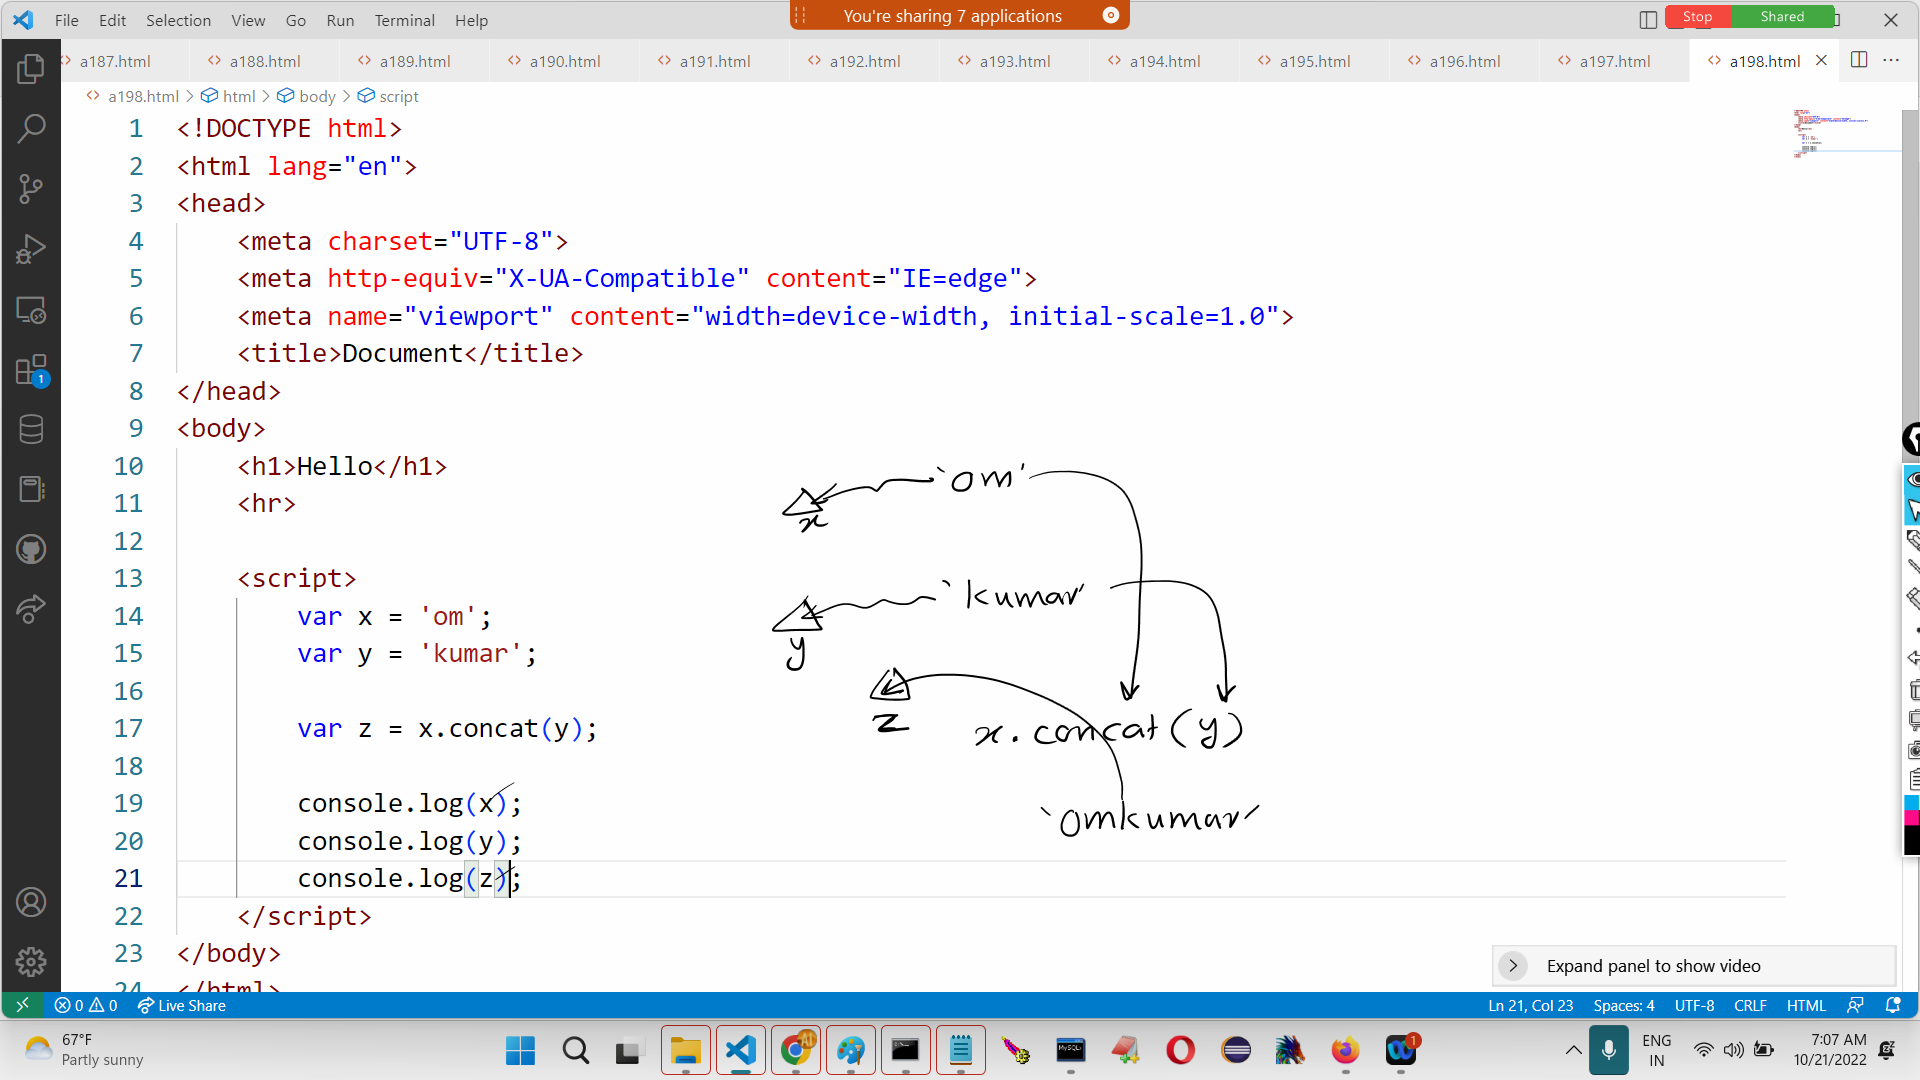 File Edit Selection View Go Run Terminal Help
You're sharing 7 applications
Stop Shared
a187.html a188.html a189.html a190.html a191.html a192.html a193.html a194.html a195.html a196.html a197.html a198.html
a198.html > html > body > script
1 <!DOCTYPE html>
2 <html lang="en">
3 <head>
4 <meta charset="UTF-8">
5 <meta http-equiv="X-UA-Compatible" content="IE=edge">
6 <meta name="viewport" content="width=device-width, initial-scale=1.0">
7 <title>Document</title>
8 </head>
9 <body>
10 <h1>Hello</h1>
11 <hr>
12
13 <script>
14 var x = 'om';
15 var y = 'kumar';
16
17 var z = x.concat(y);
18
19 console.log(x);
20 console.log(y);
21 console.log(z);
22 </script>
23 </body>
24 </html>
'om'
x
'kumar'
y
z
x.concat(y)
'omkumar'
Expand panel to show video
0 0 Live Share
Ln 21, Col 23 Spaces: 4 UTF-8 CRLF HTML
67°F
Partly sunny
ENG
IN
7:07 AM
10/21/2022